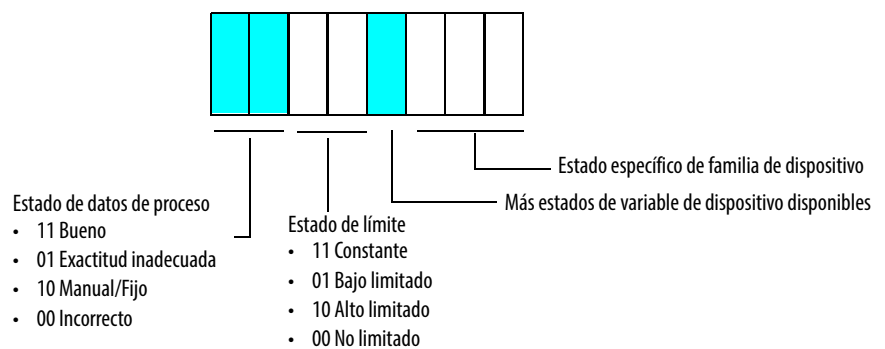 Estado específico de familia de dispositivo
Más estados de variable de dispositivo disponibles
Estado de datos de proceso
• 11 Bueno
• 01 Exactitud inadecuada
• 10 Manual/Fijo
• 00 Incorrecto
Estado de límite
• 11 Constante
• 01 Bajo limitado
• 10 Alto limitado
• 00 No limitado